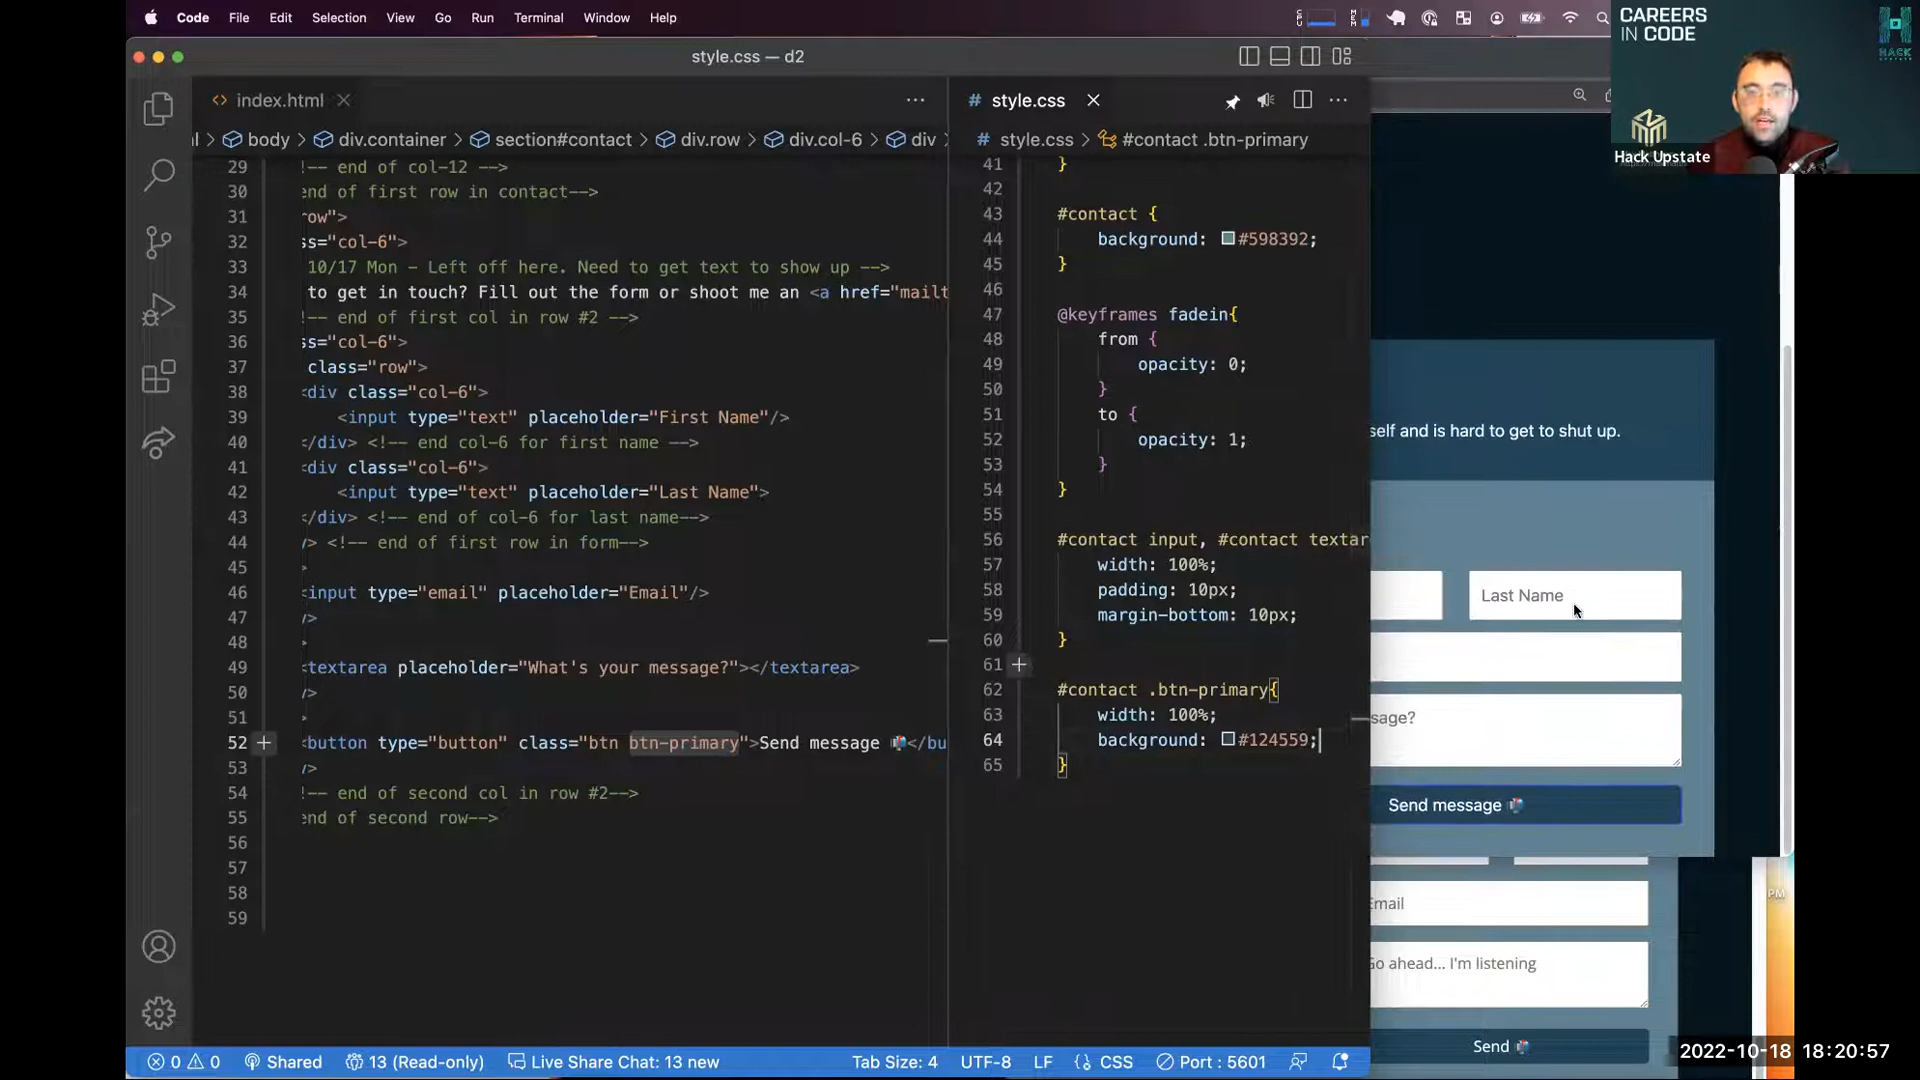 Code File Edit Selection View Go Run Terminal Window Help
CAREERS
IN CODE
HACK
UPSTATE
Hack Upstate
style.css — d2
index.html
style.css
body > div.container > section#contact > div.row > div.col-6 > div
style.css > #contact .btn-primary
29 !-- end of col-12 -->
30 end of first row in contact-->
31 row">
32 ss="col-6">
33 10/17 Mon - Left off here. Need to get text to show up -->
34 to get in touch? Fill out the form or shoot me an <a href="mailt
35 !-- end of first col in row #2 -->
36 ss="col-6">
37 class="row">
38 <div class="col-6">
39 <input type="text" placeholder="First Name"/>
40 </div> <!-- end col-6 for first name -->
41 <div class="col-6">
42 <input type="text" placeholder="Last Name">
43 </div> <!-- end of col-6 for last name-->
44 > <!-- end of first row in form-->
45 >
46 <input type="email" placeholder="Email"/>
47 >
48 >
49 <textarea placeholder="What's your message?"></textarea>
50 >
51 >
52 <button type="button" class="btn btn-primary">Send message 📬</bu
53 >
54 !-- end of second col in row #2-->
55 end of second row-->
56
57
58
59
41 }
42
43 #contact {
44 background: #598392;
45 }
46
47 @keyframes fadein{
48 from {
49 opacity: 0;
50 }
51 to {
52 opacity: 1;
53 }
54 }
55
56 #contact input, #contact textar
57 width: 100%;
58 padding: 10px;
59 margin-bottom: 10px;
60 }
61
62 #contact .btn-primary{
63 width: 100%;
64 background: #124559;
65 }
self and is hard to get to shut up.
Last Name
sage?
Send message 📬
PM
Email
Go ahead... I'm listening
Send 📬
0 0 Shared 13 (Read-only) Live Share Chat: 13 new Tab Size: 4 UTF-8 LF {} CSS Port : 5601
2022-10-18 18:20:57